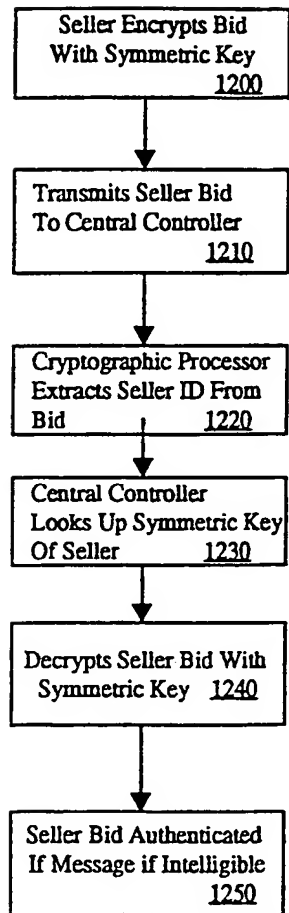 Seller Encrypts Bid
With Symmetric Key
1200
Transmits Seller Bid
To Central Controller
1210
Cryptographic Processor
Extracts Seller ID From
Bid 1220
Central Controller
Looks Up Symmetric Key
Of Seller 1230
Decrypts Seller Bid With
Symmetric Key 1240
Seller Bid Authenticated
If Message if Intelligible
1250